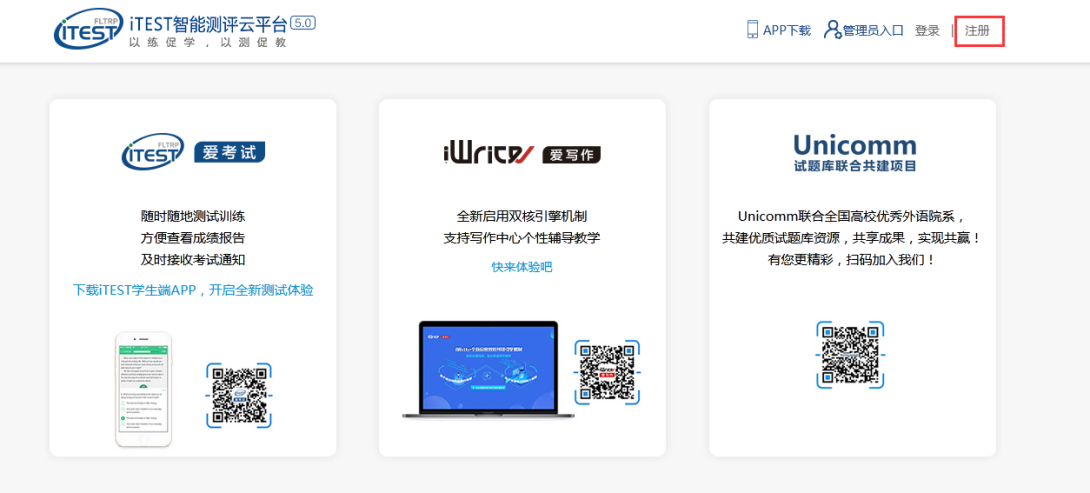 FLTRP
iTEST iTEST智能测评云平台 5.0
以练促学，以测促教
APP下载 管理员入口 登录 | 注册
FLTRP
iTEST 爱考试
随时随地测试训练
方便查看成绩报告
及时接收考试通知
下载iTEST学生端APP，开启全新测试体验
iWrite 爱写作
全新启用双核引擎机制
支持写作中心个性辅导教学
快来体验吧
Unicomm
试题库联合共建项目
Unicomm联合全国高校优秀外语院系，
共建优质试题库资源，共享成果，实现共赢！
有您更精彩，扫码加入我们！